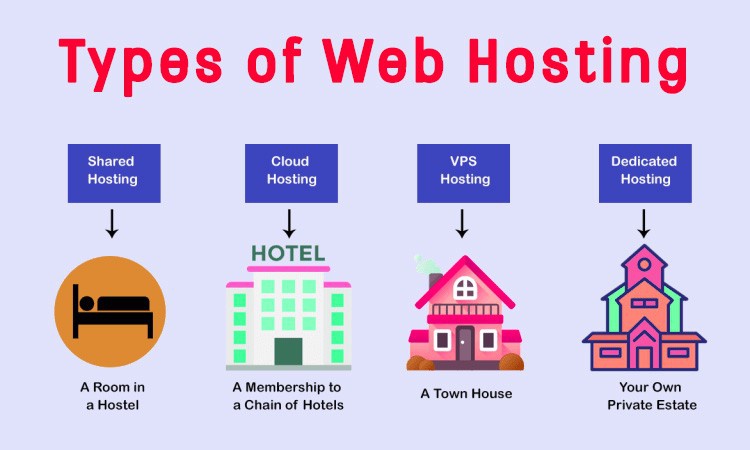 Types of Web Hosting
Shared
Hosting
Cloud
Hosting
VPS
Hosting
Dedicated
Hosting
HOTEL
A Room in
a Hostel
A Membership to
a Chain of Hotels
A Town House
Your Own
Private Estate